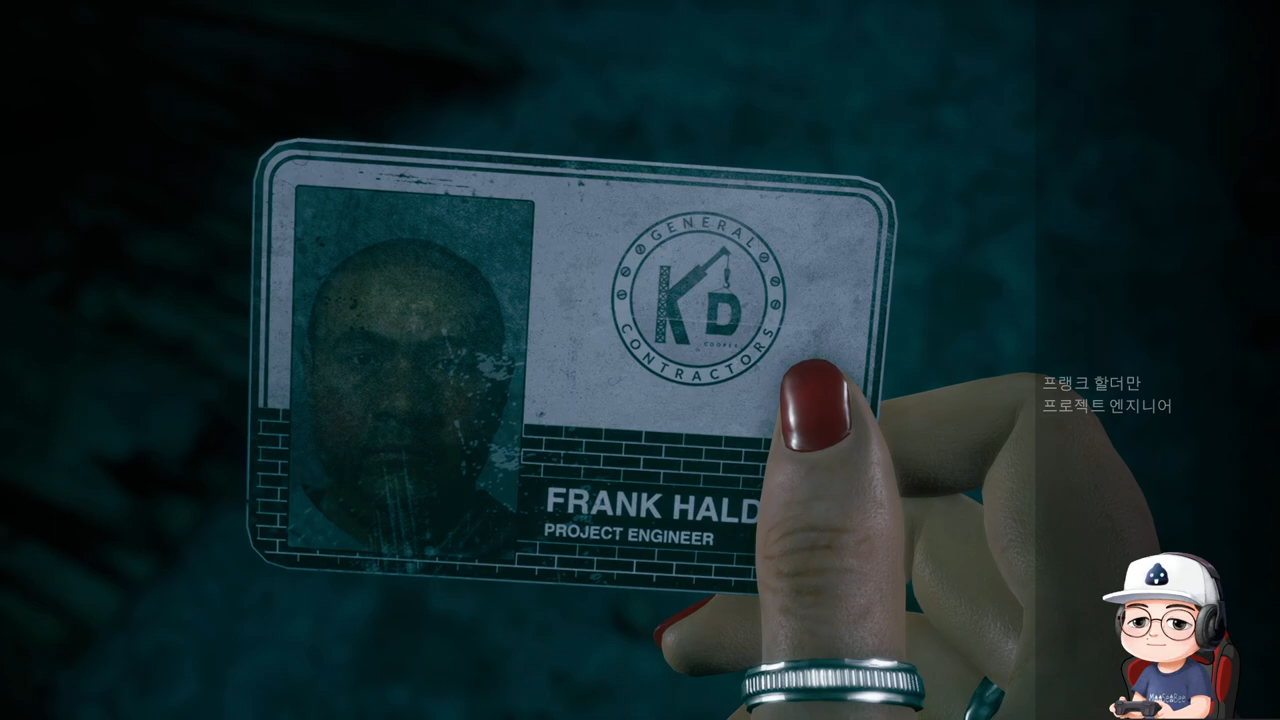 GENERAL
KD
COOPER
CONTRACTORS
프랭크 할더만
프로젝트 엔지니어
FRANK HALD
PROJECT ENGINEER